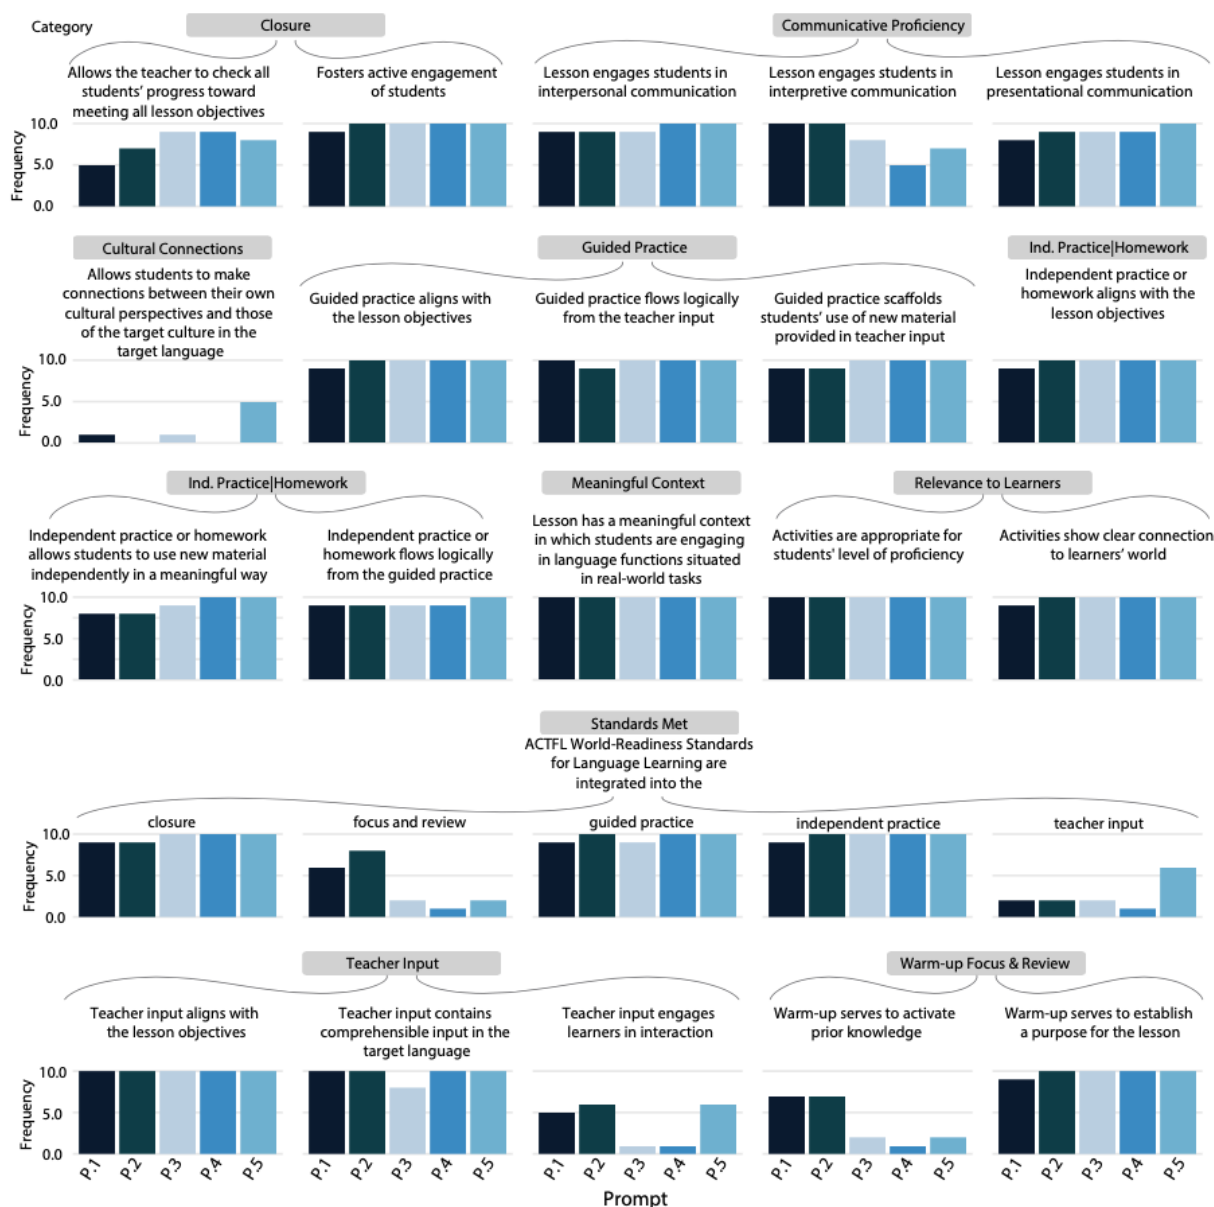 Category
Closure
Communicative Proficiency
Allows the teacher to check all
students’ progress toward
meeting all lesson objectives
Fosters active engagement
of students
Lesson engages students in
interpersonal communication
Lesson engages students in
interpretive communication
Lesson engages students in
presentational communication
Frequency
10.0
5.0
0.0
Cultural Connections
Guided Practice
Ind. Practice|Homework
Allows students to make
connections between their own
cultural perspectives and those
of the target culture in the
target language
Guided practice aligns with
the lesson objectives
Guided practice flows logically
from the teacher input
Guided practice scaffolds
students’ use of new material
provided in teacher input
Independent practice or
homework aligns with the
lesson objectives
Frequency
10.0
5.0
0.0
Ind. Practice|Homework
Meaningful Context
Relevance to Learners
Independent practice or homework
allows students to use new material
independently in a meaningful way
Independent practice or
homework flows logically
from the guided practice
Lesson has a meaningful context
in which students are engaging
in language functions situated
in real-world tasks
Activities are appropriate for
students' level of proficiency
Activities show clear connection
to learners’ world
Frequency
10.0
5.0
0.0
Standards Met
ACTFL World-Readiness Standards
for Language Learning are
integrated into the
closure
focus and review
guided practice
independent practice
teacher input
Frequency
10.0
5.0
0.0
Teacher Input
Warm-up Focus & Review
Teacher input aligns with
the lesson objectives
Teacher input contains
comprehensible input in the
target language
Teacher input engages
learners in interaction
Warm-up serves to activate
prior knowledge
Warm-up serves to establish
a purpose for the lesson
Frequency
10.0
5.0
0.0
P.1 P.2 P.3 P.4 P.5
P.1 P.2 P.3 P.4 P.5
P.1 P.2 P.3 P.4 P.5
P.1 P.2 P.3 P.4 P.5
P.1 P.2 P.3 P.4 P.5
Prompt